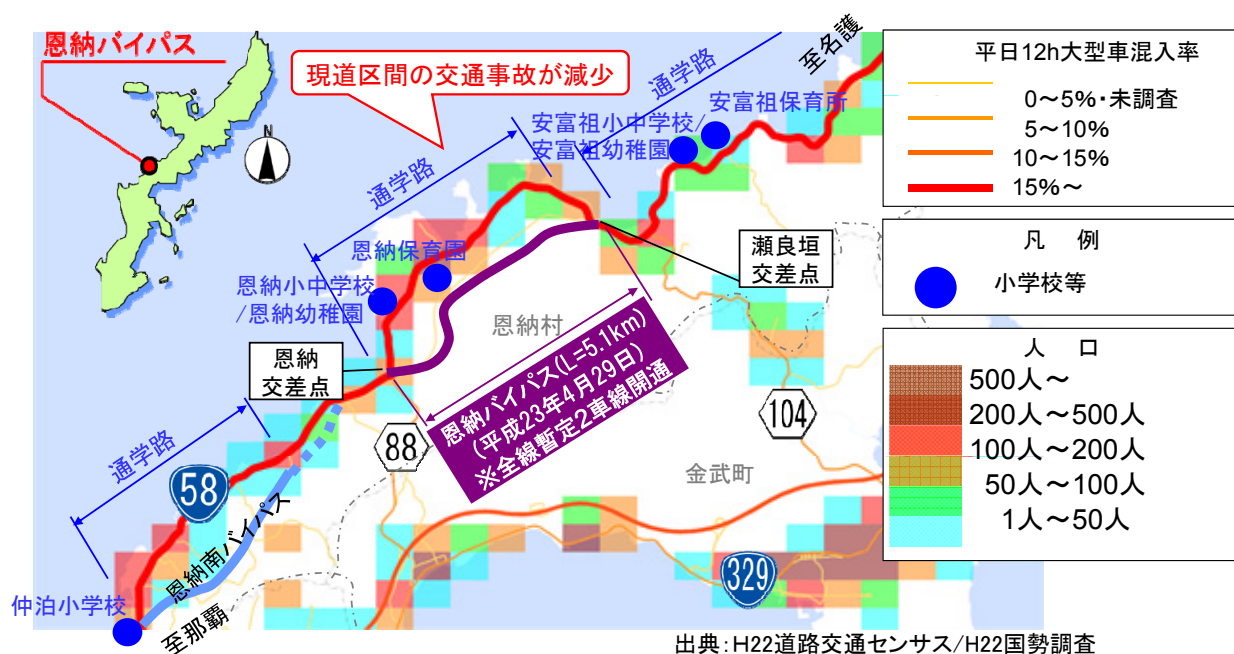 恩納バイパス
N
現道区間の交通事故が減少
至名護
通学路
安富祖保育所
安富祖小中学校/
安富祖幼稚園
通学路
恩納保育園
恩納小中学校
/恩納幼稚園
瀬良垣
交差点
恩納村
恩納
交差点
恩納バイパス(L=5.1km)
(平成23年4月29日)
※全線暫定2車線開通
88
104
通学路
58
金武町
恩納南バイパス
329
仲泊小学校
至那覇
平日12h大型車混入率
0～5%・未調査
5～10%
10～15%
15%～
凡 例
小学校等
人 口
500人～
200人～500人
100人～200人
50人～100人
1人～50人
出典:H22道路交通センサス/H22国勢調査